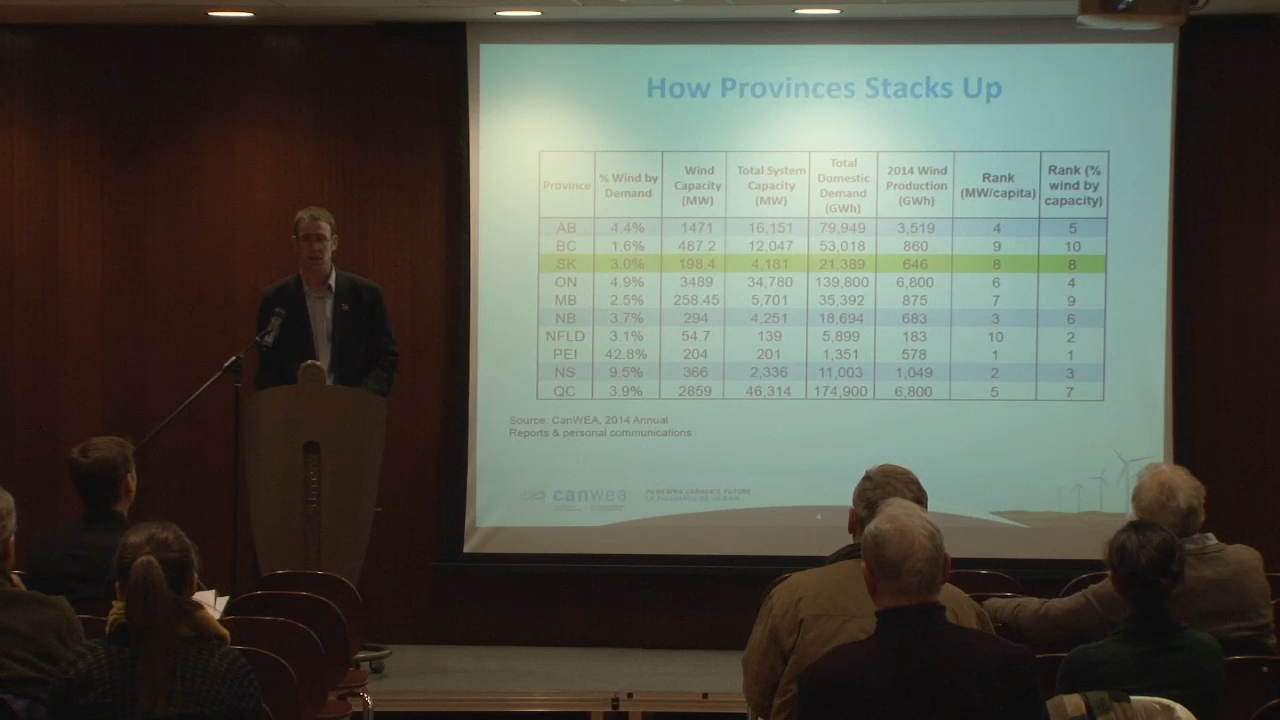 How Provinces Stacks Up
Province % Wind by Demand Wind Capacity (MW) Total System Capacity (MW) Total Domestic Demand (GWh) 2014 Wind Production (GWh) Rank (MW/capita) Rank (% wind by capacity)
AB 4.4% 1471 16,151 79,949 3,519 4 5
BC 1.6% 487.2 12,047 53,018 860 9 10
SK 3.0% 198.4 4,181 21,389 646 8 8
ON 4.9% 3489 34,780 139,800 6,800 6 4
MB 2.5% 258.45 5,701 35,392 875 7 9
NB 3.7% 294 4,251 18,694 683 3 6
NFLD 3.1% 54.7 139 5,899 183 10 2
PEI 42.8% 204 201 1,351 578 1 1
NS 9.5% 366 2,336 11,003 1,049 2 3
QC 3.9% 2859 46,314 174,900 6,800 5 7
Source: CanWEA, 2014 Annual
Reports & personal communications
canwea POWERING CANADA'S FUTURE
4